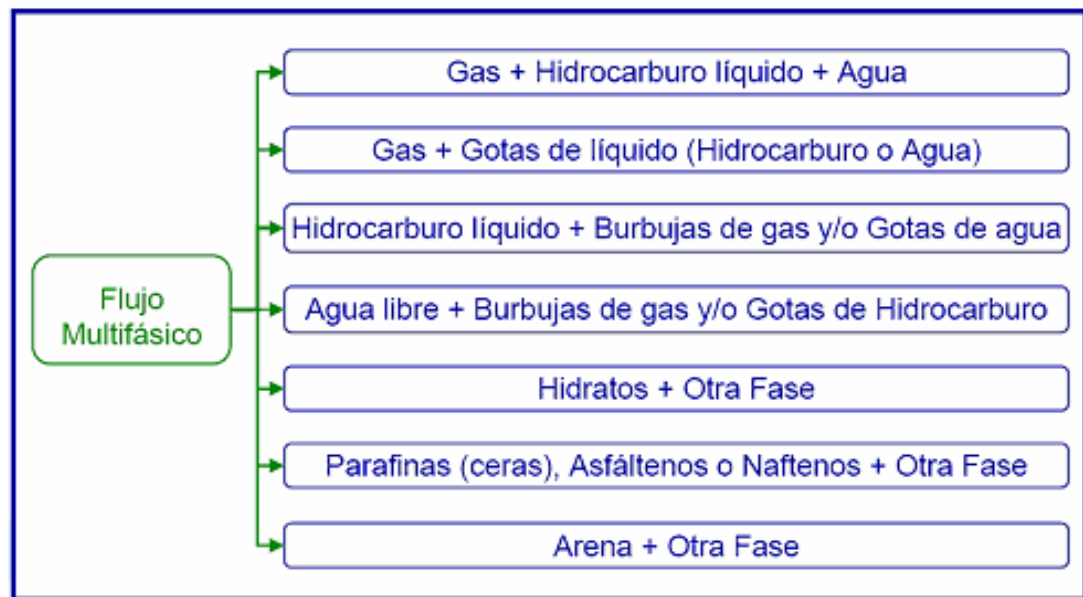 Gas + Hidrocarburo líquido + Agua
Gas + Gotas de líquido (Hidrocarburo o Agua)
Hidrocarburo líquido + Burbujas de gas y/o Gotas de agua
Flujo
Multifásico
Agua libre + Burbujas de gas y/o Gotas de Hidrocarburo
Hidratos + Otra Fase
Parafinas (ceras), Asfáltenos o Naftenos + Otra Fase
Arena + Otra Fase